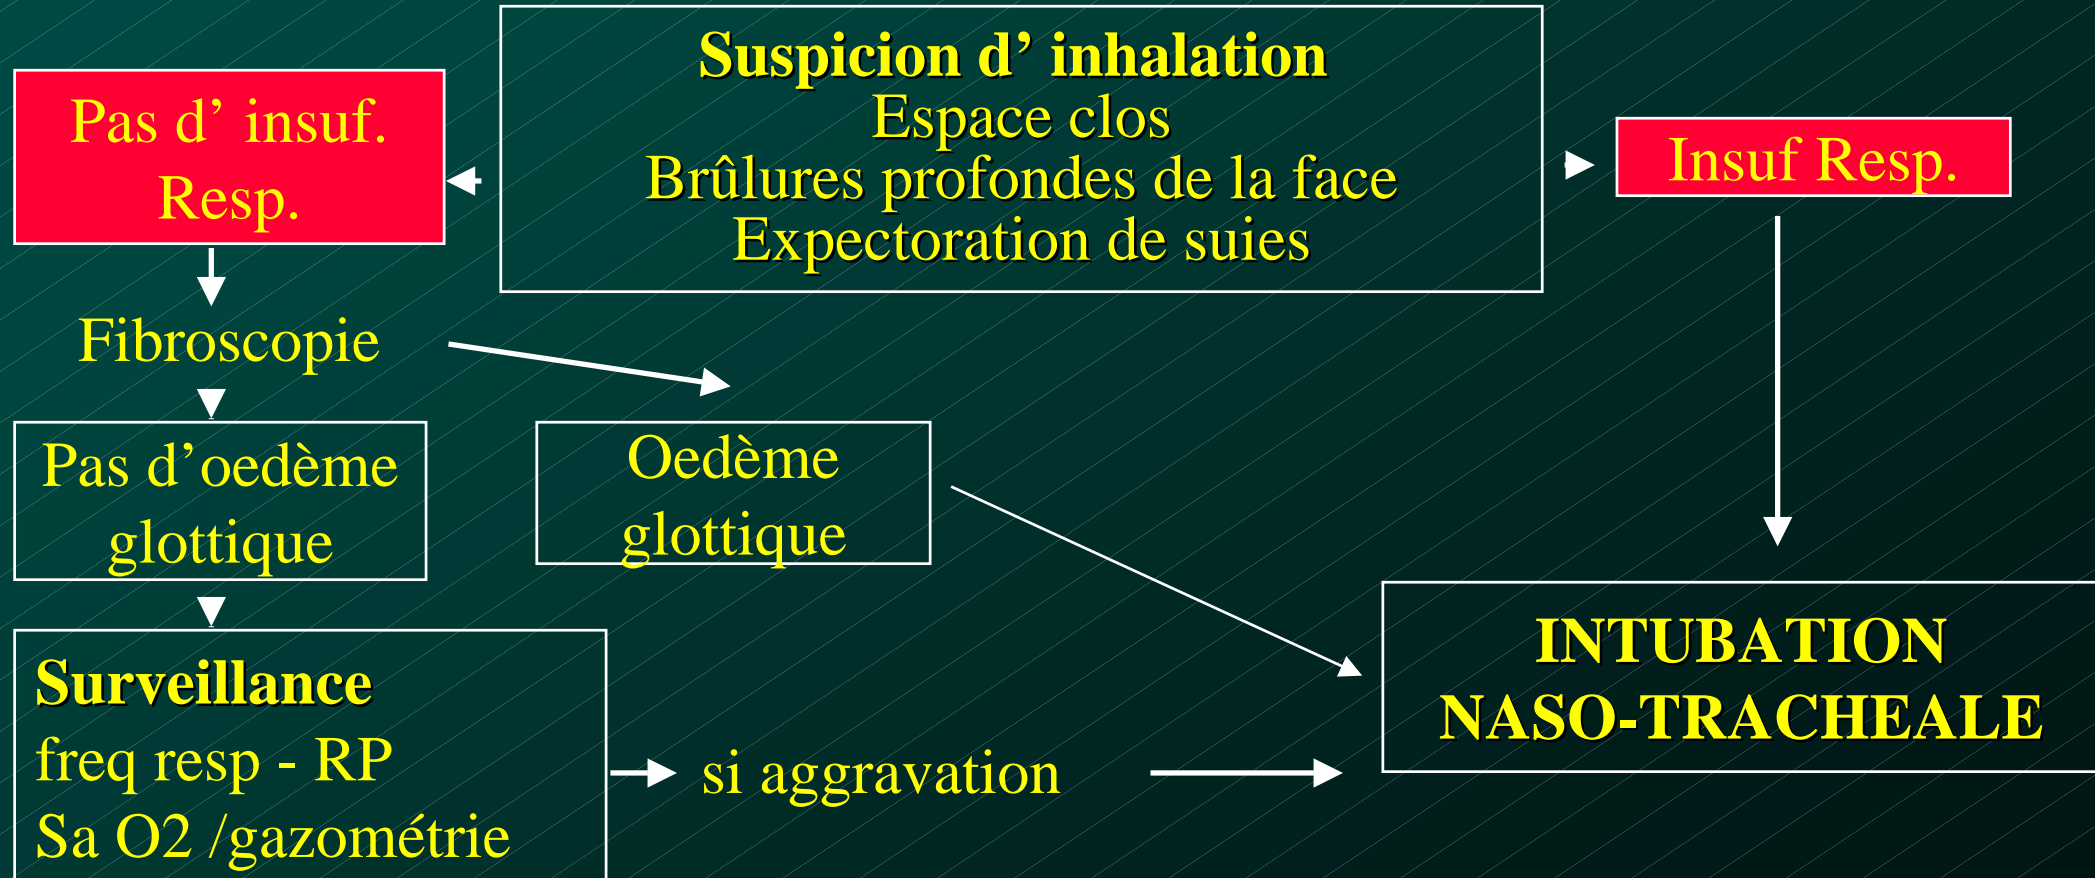 Suspicion d’ inhalation
Espace clos
Brûlures profondes de la face
Expectoration de suies
Pas d’ insuf.
Resp.
Insuf Resp.
Fibroscopie
Pas d’oedème
glottique
Oedème
glottique
Surveillance
freq resp - RP
Sa O2 /gazométrie
si aggravation
INTUBATION
NASO-TRACHEALE